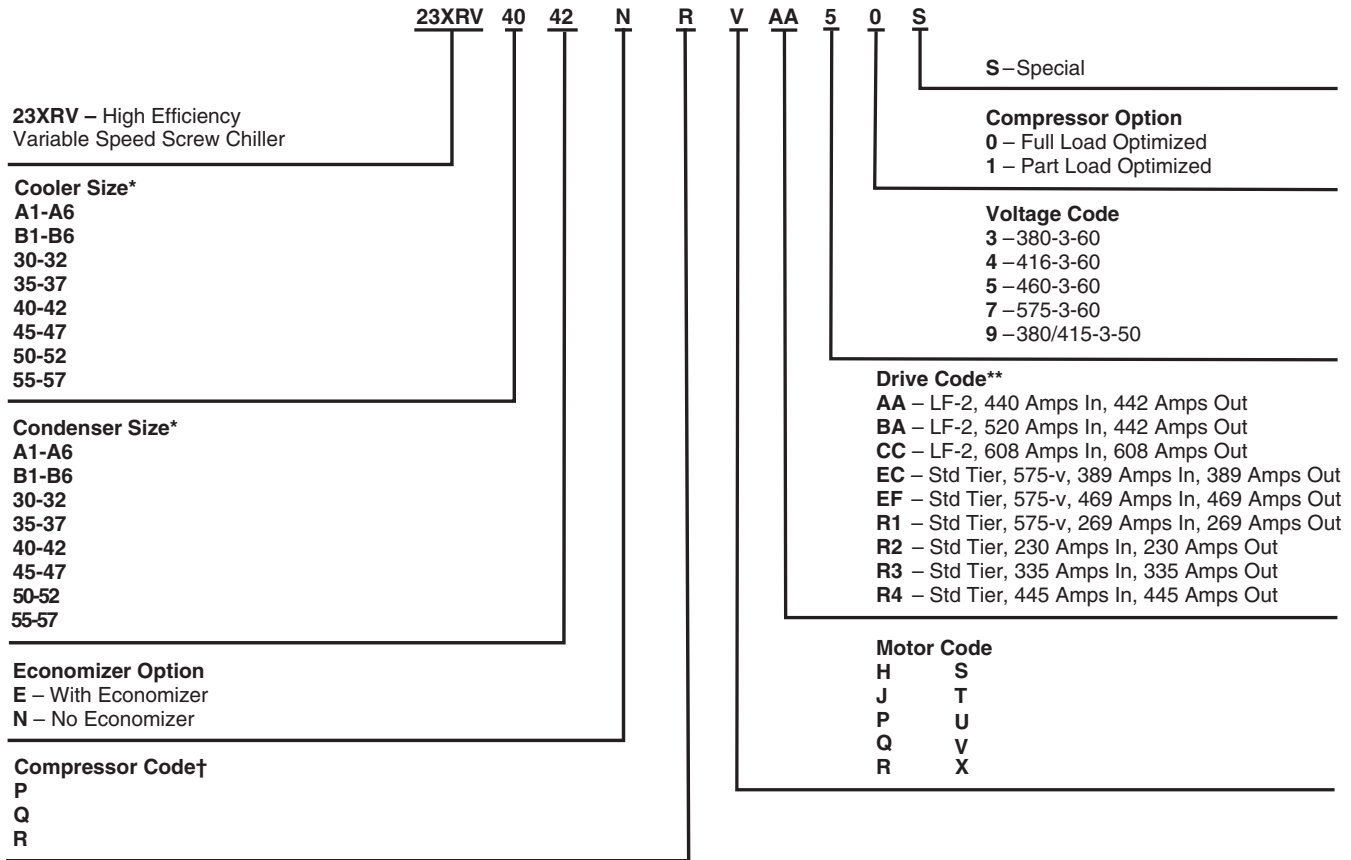 23XRV 40 42 N R V AA 5 0 S
23XRV – High Efficiency
Variable Speed Screw Chiller
Cooler Size*
A1-A6
B1-B6
30-32
35-37
40-42
45-47
50-52
55-57
Condenser Size*
A1-A6
B1-B6
30-32
35-37
40-42
45-47
50-52
55-57
Economizer Option
E – With Economizer
N – No Economizer
Compressor Code†
P
Q
R
S–Special
Compressor Option
0 – Full Load Optimized
1 – Part Load Optimized
Voltage Code
3 –380-3-60
4 –416-3-60
5 –460-3-60
7 –575-3-60
9 –380/415-3-50
Drive Code**
AA – LF-2, 440 Amps In, 442 Amps Out
BA – LF-2, 520 Amps In, 442 Amps Out
CC – LF-2, 608 Amps In, 608 Amps Out
EC – Std Tier, 575-v, 389 Amps In, 389 Amps Out
EF – Std Tier, 575-v, 469 Amps In, 469 Amps Out
R1 – Std Tier, 575-v, 269 Amps In, 269 Amps Out
R2 – Std Tier, 230 Amps In, 230 Amps Out
R3 – Std Tier, 335 Amps In, 335 Amps Out
R4 – Std Tier, 445 Amps In, 445 Amps Out
Motor Code
H S
J T
P U
Q V
R X